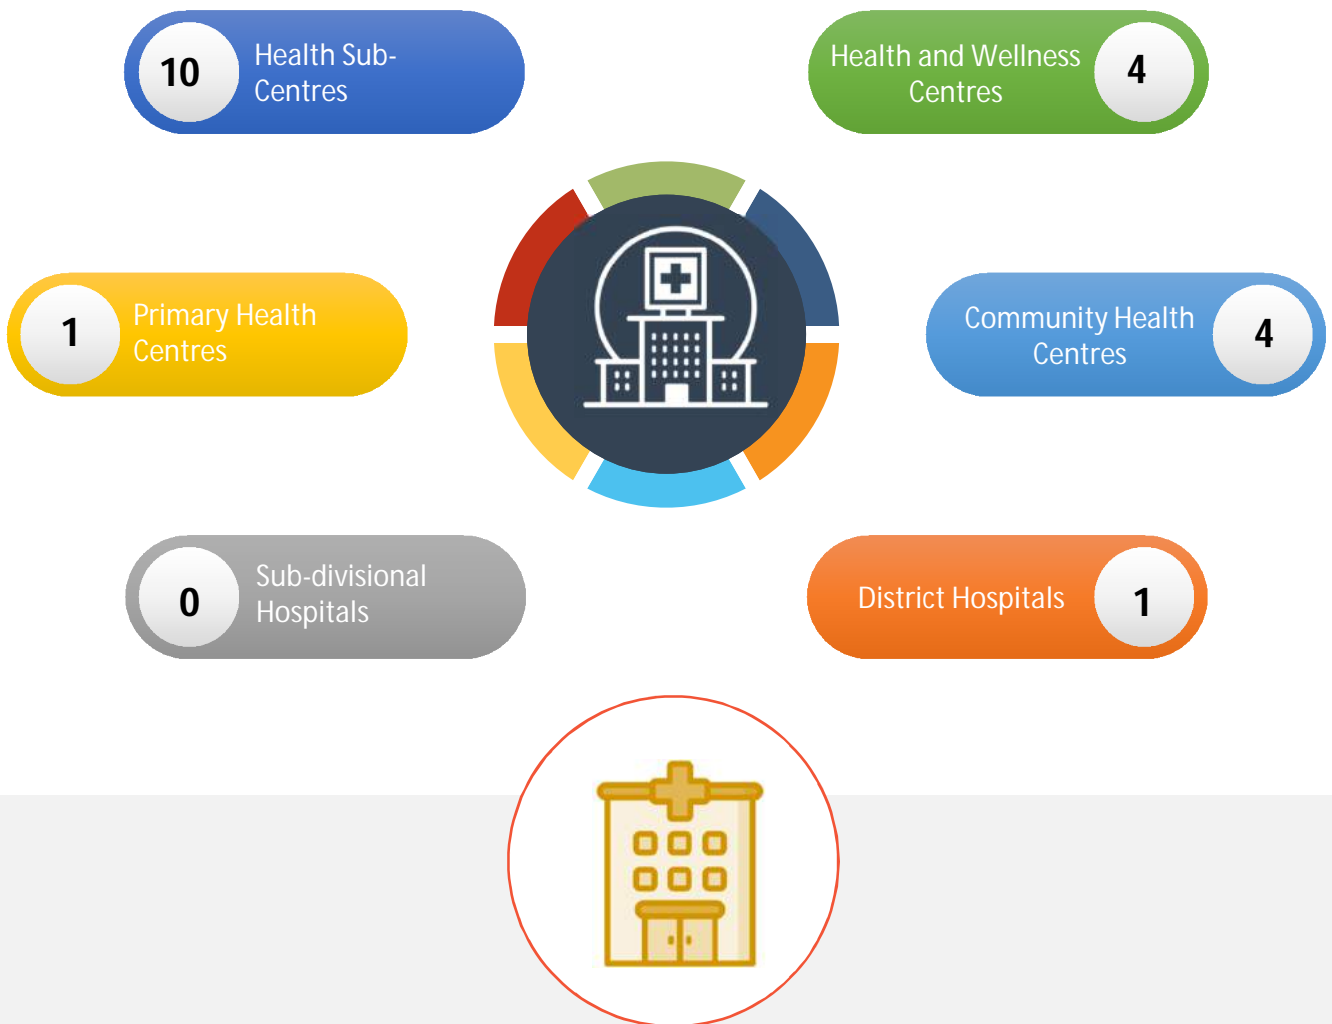 10
Health Sub-
Centres
Health and Wellness
Centres
4
1
Primary Health
Centres
Community Health
Centres
4
0
Sub-divisional
Hospitals
District Hospitals
1